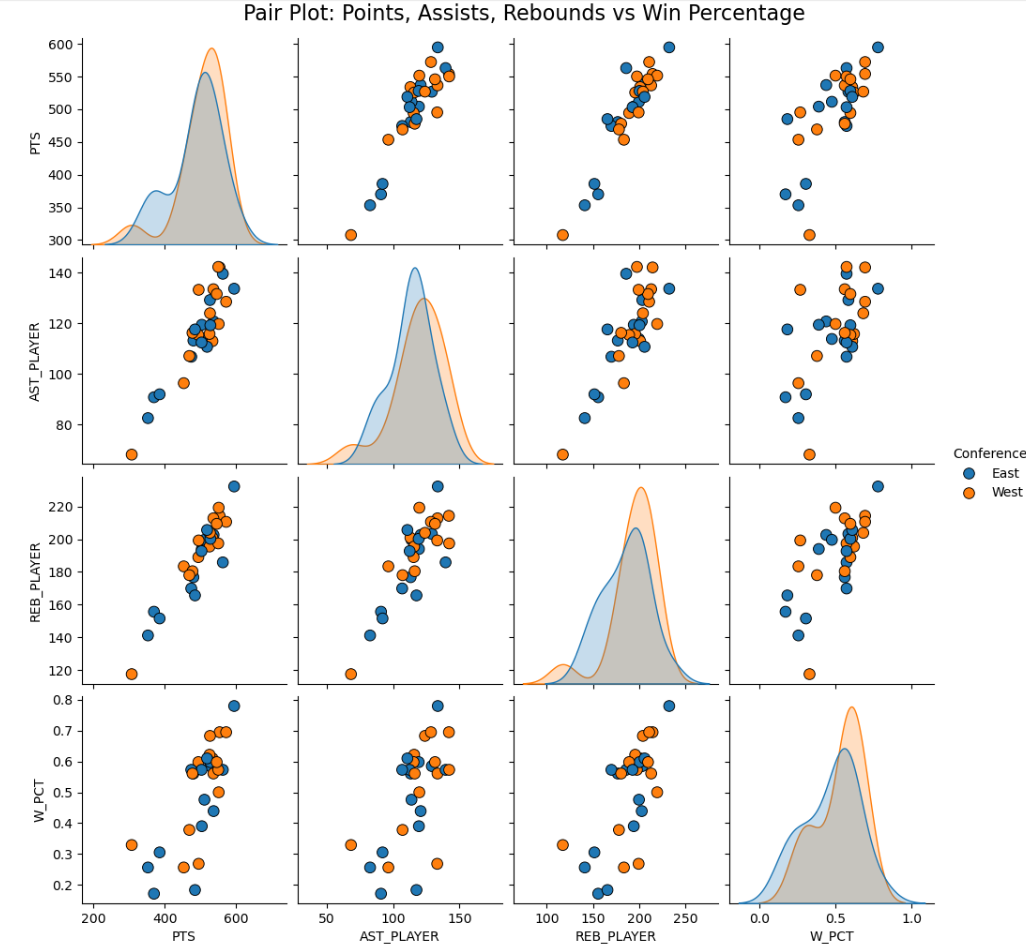 Pair Plot: Points, Assists, Rebounds vs Win Percentage
600
550
500
450
400
350
300
PTS
140
120
100
80
AST_PLAYER
Conference
East
West
220
200
180
160
140
120
REB_PLAYER
0.8
0.7
0.6
0.5
0.4
0.3
0.2
W_PCT
200 400 600 50 100 150 100 150 200 250 0.0 0.5 1.0
PTS AST_PLAYER REB_PLAYER W_PCT